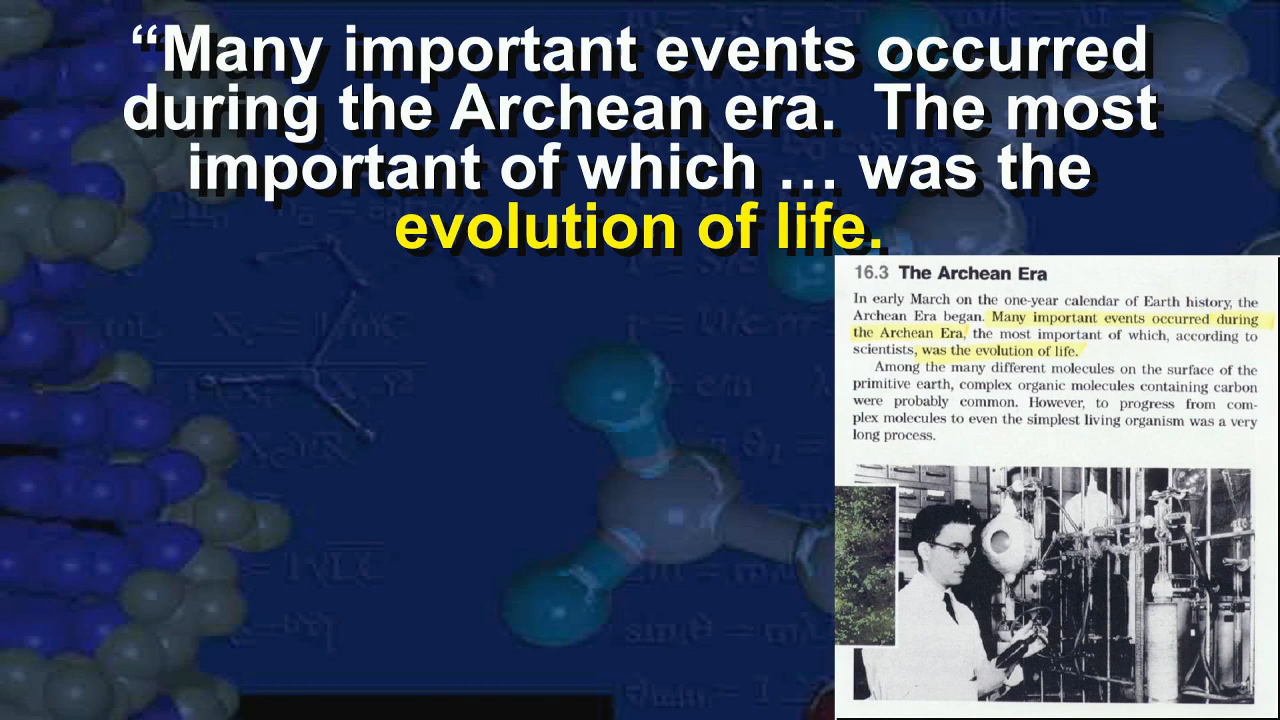 “Many important events occurred
during the Archean era.  The most
important of which … was the
evolution of life.
16.3 The Archean Era
In early March on the one-year calendar of Earth history, the
Archean Era began. Many important events occurred during
the Archean Era, the most important of which, according to
scientists, was the evolution of life.
Among the many different molecules on the surface of the
primitive earth, complex organic molecules containing carbon
were probably common. However, to progress from com-
plex molecules to even the simplest living organism was a very
long process.